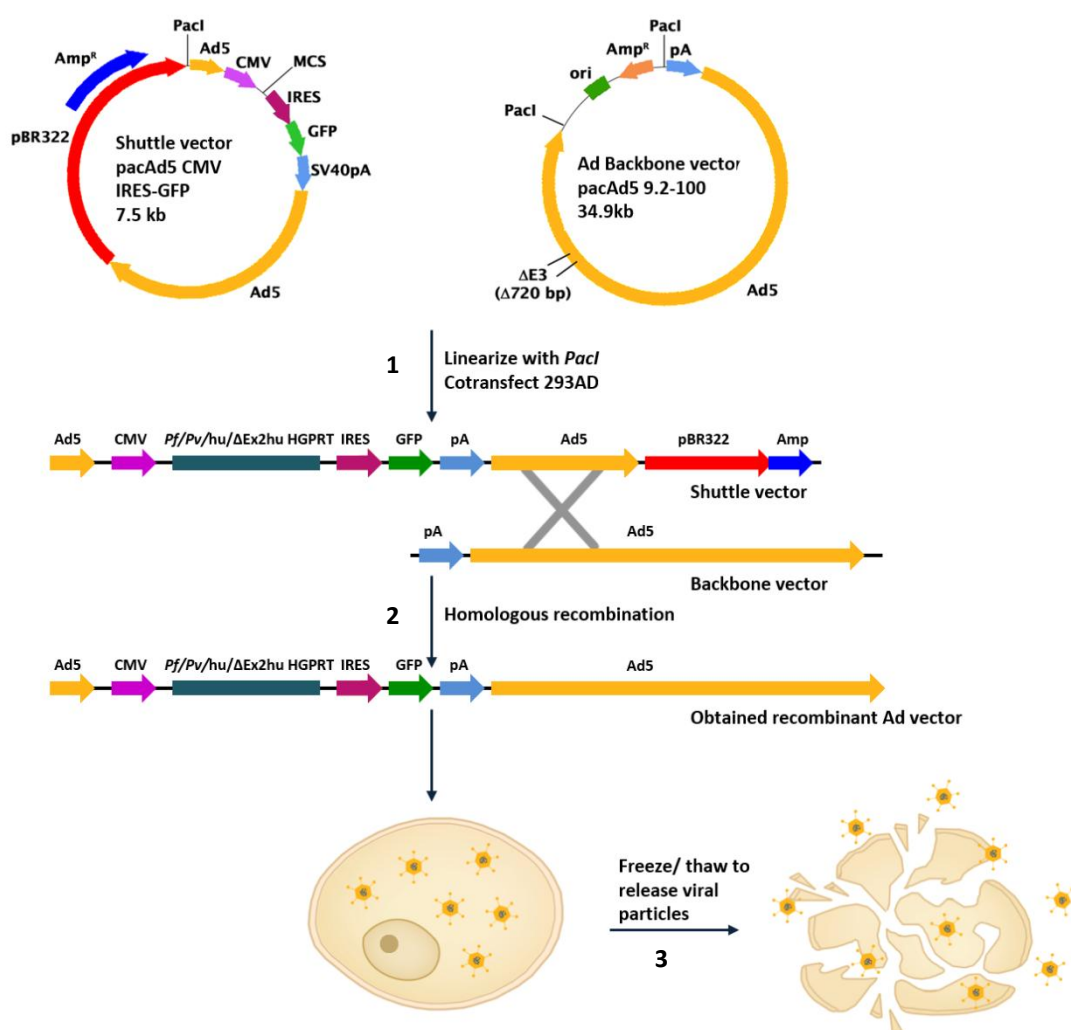 PacI
Ad5
CMV
MCS
IRES
GFP
SV40pA
Ad5
pBR322
Amp^R
Shuttle vector
pacAd5 CMV
IRES-GFP
7.5 kb
PacI
pA
Amp^R
ori
PacI
Ad Backbone vector
pacAd5 9.2-100
34.9kb
ΔE3
(Δ720 bp)
Ad5
1
Linearize with PacI
Cotransfect 293AD
Ad5 CMV Pf/Pv/hu/ΔEx2hu HGPRT IRES GFP pA Ad5 pBR322 Amp
Shuttle vector
pA Ad5
Backbone vector
2
Homologous recombination
Ad5 CMV Pf/Pv/hu/ΔEx2hu HGPRT IRES GFP pA Ad5
Obtained recombinant Ad vector
Freeze/ thaw to
release viral
particles
3